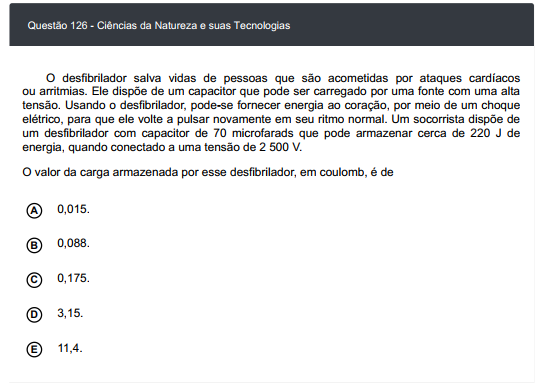 Questão 126 - Ciências da Natureza e suas Tecnologias
O desfibrilador salva vidas de pessoas que são acometidas por ataques cardíacos
ou arritmias. Ele dispõe de um capacitor que pode ser carregado por uma fonte com uma alta
tensão. Usando o desfibrilador, pode-se fornecer energia ao coração, por meio de um choque
elétrico, para que ele volte a pulsar novamente em seu ritmo normal. Um socorrista dispõe de
um desfibrilador com capacitor de 70 microfarads que pode armazenar cerca de 220 J de
energia, quando conectado a uma tensão de 2 500 V.
O valor da carga armazenada por esse desfibrilador, em coulomb, é de
A 0,015.
B 0,088.
C 0,175.
D 3,15.
E 11,4.